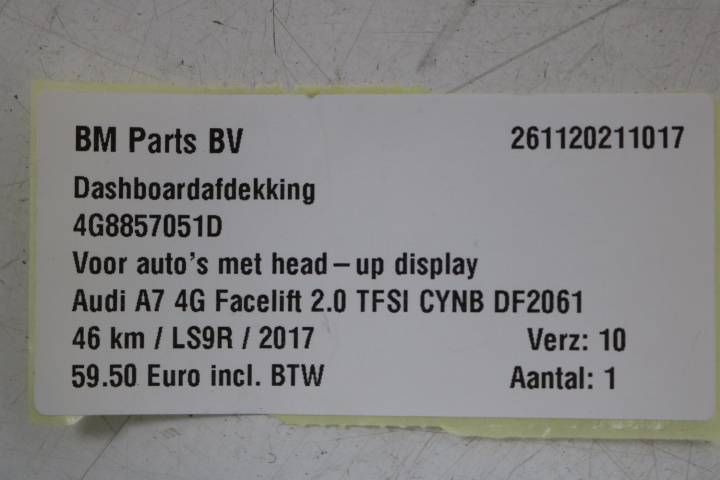 BM Parts BV 261120211017
Dashboardafdekking
4G8857051D
Voor auto's met head-up display
Audi A7 4G Facelift 2.0 TFSI CYNB DF2061
46 km / LS9R / 2017 Verz: 10
59.50 Euro incl. BTW Aantal: 1